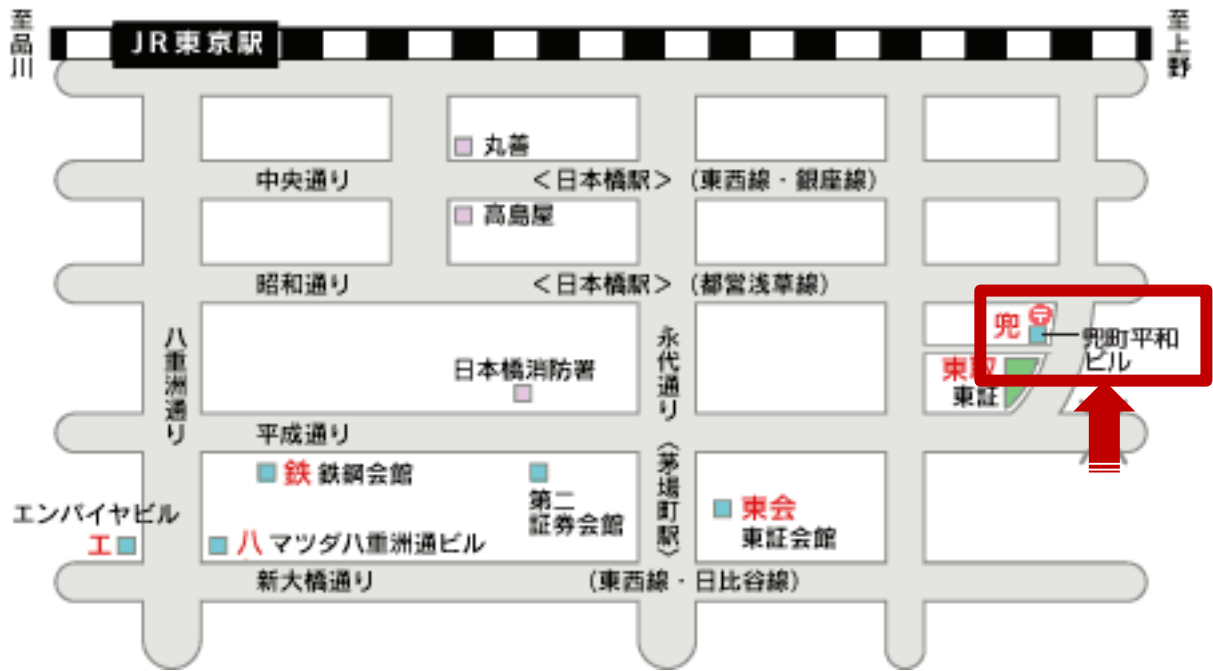 至品川
JR東京駅
至上野
丸善
中央通り
＜日本橋駅＞（東西線・銀座線）
高島屋
昭和通り
＜日本橋駅＞（都営浅草線）
兜
〒
兜町平和
ビル
八重洲通り
永代通り
日本橋消防署
東取
東証
平成通り
〈茅場町駅〉
鉄 鉄鋼会館
第二
証券会館
東会
東証会館
エンパイヤビル
エ
八 マツダ八重洲通ビル
新大橋通り
（東西線・日比谷線）